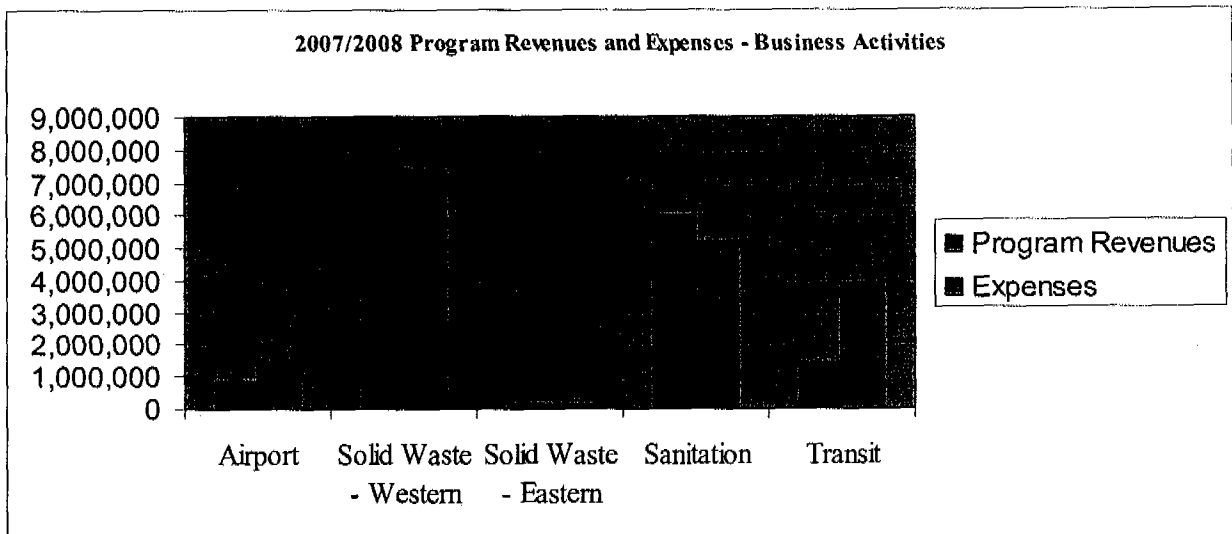 2007/2008 Program Revenues and Expenses - Business Activities
9,000,000
8,000,000
7,000,000
6,000,000
5,000,000
4,000,000
3,000,000
2,000,000
1,000,000
0
Airport
Solid Waste
- Western
Solid Waste
- Eastern
Sanitation
Transit
Program Revenues
Expenses